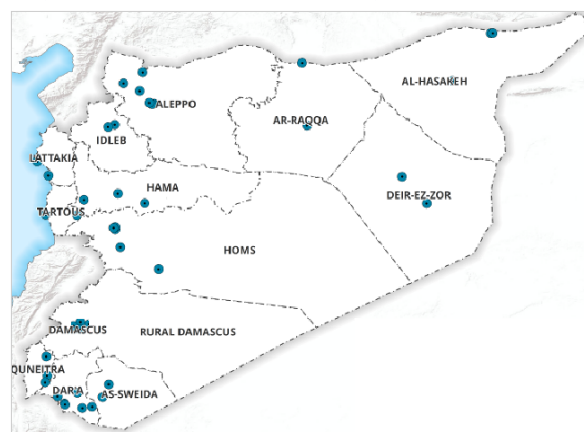 AL-HASAKEH
ALEPPO
AR-RAQQA
IDLEB
LATTAKIA
HAMA
DEIR-EZ-ZOR
TARTOUS
HOMS
DAMASCUS
RURAL DAMASCUS
QUNEITRA
DAR'A
AS-SWEIDA